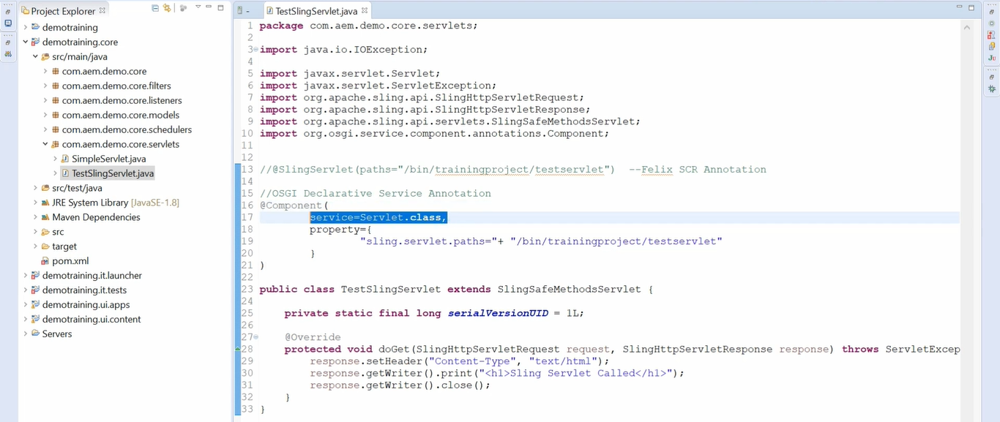 Project Explorer
demotraining
demotraining.core
src/main/java
com.aem.demo.core
com.aem.demo.core.filters
com.aem.demo.core.listeners
com.aem.demo.core.models
com.aem.demo.core.schedulers
com.aem.demo.core.servlets
SimpleServlet.java
TestSlingServlet.java
src/test/java
JRE System Library [JavaSE-1.8]
Maven Dependencies
src
target
pom.xml
demotraining.it.launcher
demotraining.it.tests
demotraining.ui.apps
demotraining.ui.content
Servers
TestSlingServlet.java
1 package com.aem.demo.core.servlets;
2
3 import java.io.IOException;
4
5 import javax.servlet.Servlet;
6 import javax.servlet.ServletException;
7 import org.apache.sling.api.SlingHttpServletRequest;
8 import org.apache.sling.api.SlingHttpServletResponse;
9 import org.apache.sling.api.servlets.SlingSafeMethodsServlet;
10 import org.osgi.service.component.annotations.Component;
11
12
13 //@SlingServlet(paths="/bin/trainingproject/testservlet")  --Felix SCR Annotation
14
15 //OSGI Declarative Service Annotation
16 @Component(
17 service=Servlet.class,
18 property={
19 "sling.servlet.paths="+ "/bin/trainingproject/testservlet"
20 }
21 )
22
23 public class TestSlingServlet extends SlingSafeMethodsServlet {
24
25 private static final long serialVersionUID = 1L;
26
27 @Override
28 protected void doGet(SlingHttpServletRequest request, SlingHttpServletResponse response) throws ServletExcep
29 response.setHeader("Content-Type", "text/html");
30 response.getWriter().print("<h1>Sling Servlet Called</h1>");
31 response.getWriter().close();
32 }
33 }